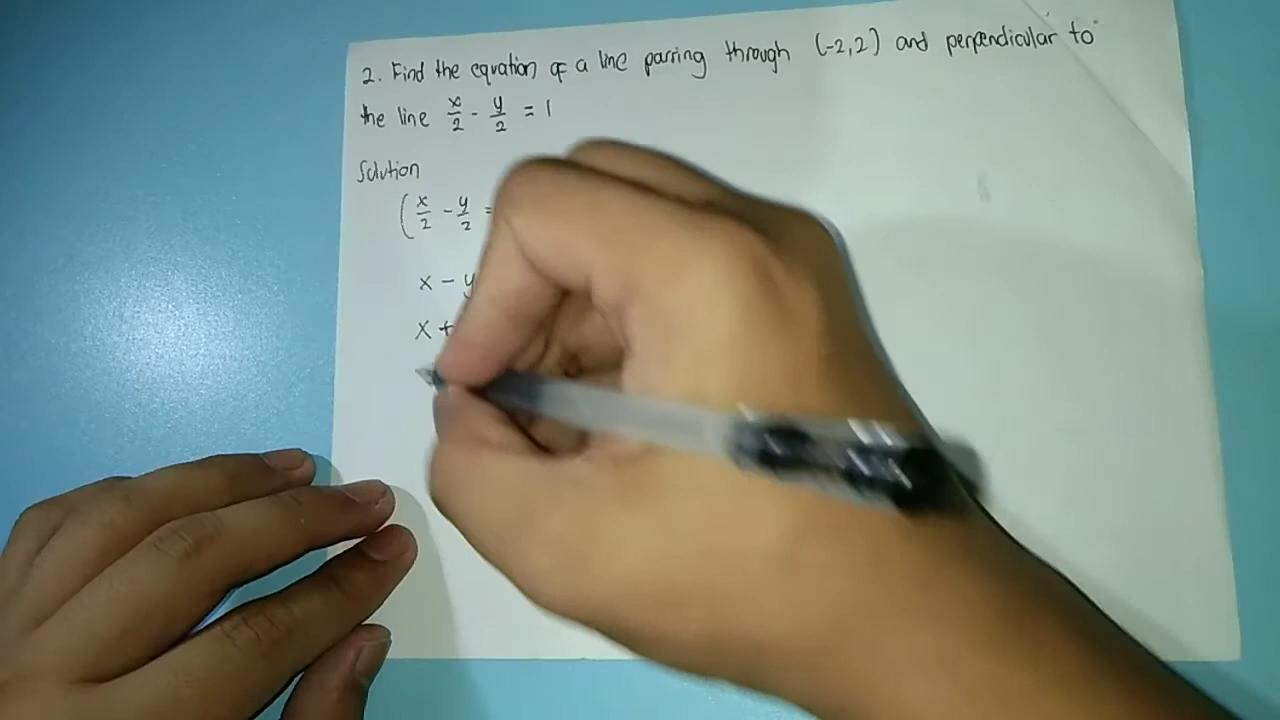 2. Find the equation of a line passing through (-2,2) and perpendicular to
the line x/2 - y/2 = 1
Solution
(x/2 - y/2 =
x - y
x +